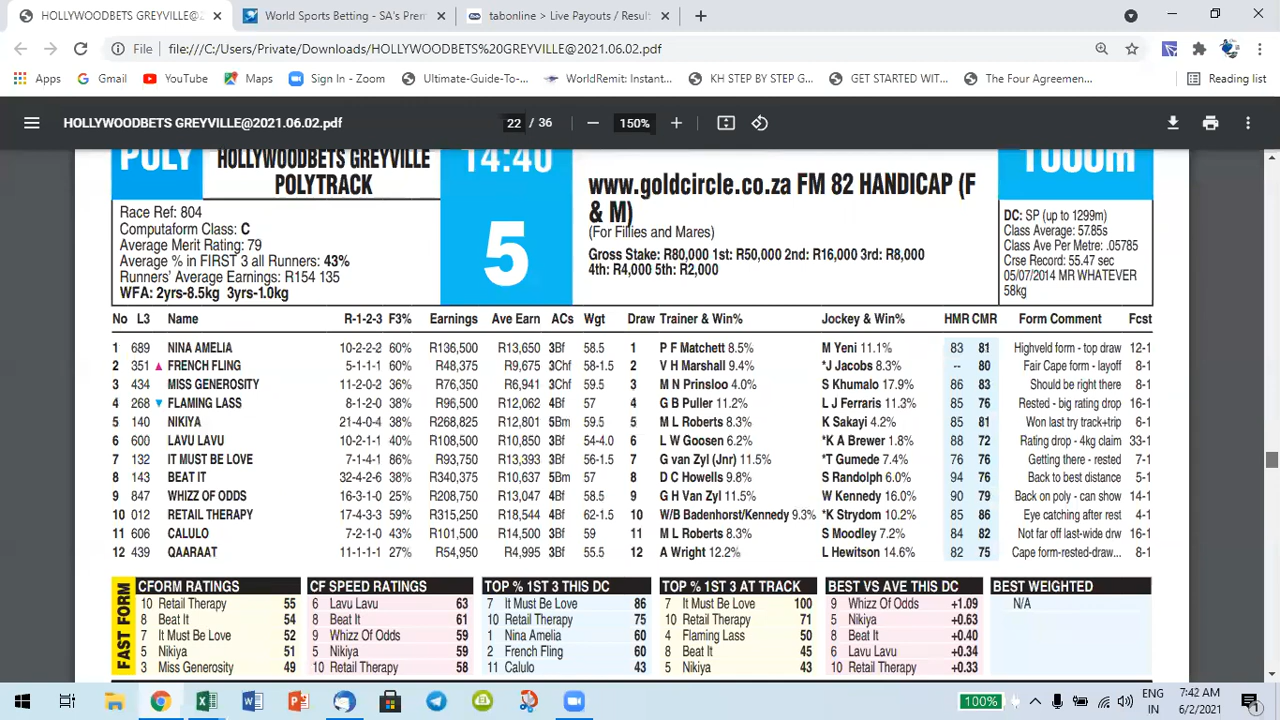 HOLLYWOODBETS GREYVILLE@2021.06
World Sports Betting - SA's Prem
tabonline > Live Payouts / Result
File file:///C:/Users/Private/Downloads/HOLLYWOODBETS%20GREYVILLE@2021.06.02.pdf
Apps Gmail YouTube Maps Sign In - Zoom Ultimate-Guide-To-... WorldRemit: Instant... KH STEP BY STEP G... GET STARTED WIT... The Four Agreemen... Reading list
HOLLYWOODBETS GREYVILLE@2021.06.02.pdf 22 / 36 150%
POLY HOLLYWOODBETS GREYVILLE POLYTRACK
14:40
5
1000m
www.goldcircle.co.za FM 82 HANDICAP (F
& M)
(For Fillies and Mares)
Gross Stake: R80,000 1st: R50,000 2nd: R16,000 3rd: R8,000
4th: R4,000 5th: R2,000
Race Ref: 804
Computaform Class: C
Average Merit Rating: 79
Average % in FIRST 3 all Runners: 43%
Runners' Average Earnings: R154 135
WFA: 2yrs-8.5kg 3yrs-1.0kg
DC: SP (up to 1299m)
Class Average: 57.85s
Class Ave Per Metre: .05785
Crse Record: 55.47 sec
05/07/2014 MR WHATEVER
58kg
No L3 Name R-1-2-3 F3% Earnings Ave Earn ACs Wgt Draw Trainer & Win% Jockey & Win% HMR CMR Form Comment Fcst
1 689 NINA AMELIA 10-2-2-2 60% R136,500 R13,650 3Bf 58.5 1 P F Matchett 8.5% M Yeni 11.1% 83 81 Highveld form - top draw 12-1
2 351 ▲ FRENCH FLING 5-1-1-1 60% R48,375 R9,675 3Chf 58-1.5 2 V H Marshall 9.4% *J Jacobs 8.3% -- 80 Fair Cape form - layoff 8-1
3 434 MISS GENEROSITY 11-2-0-2 36% R76,350 R6,941 3Chf 59.5 3 M N Prinsloo 4.0% S Khumalo 17.9% 86 83 Should be right there 8-1
4 268 ▼ FLAMING LASS 8-1-2-0 38% R96,500 R12,062 4Bf 57 4 G B Puller 11.2% L J Ferraris 11.3% 85 76 Rested - big rating drop 16-1
5 140 NIKIYA 21-4-0-4 38% R268,825 R12,801 5Bm 59.5 5 M L Roberts 8.3% K Sakayi 4.2% 85 81 Won last try track+trip 6-1
6 600 LAVU LAVU 10-2-1-1 40% R108,500 R10,850 3Bf 54-4.0 6 L W Goosen 6.2% *K A Brewer 1.8% 88 72 Rating drop - 4kg claim 33-1
7 132 IT MUST BE LOVE 7-1-4-1 86% R93,750 R13,393 3Bf 56-1.5 7 G van Zyl (Jnr) 11.5% *T Gumede 7.4% 76 76 Getting there - rested 7-1
8 143 BEAT IT 32-4-2-6 38% R340,375 R10,637 5Bm 57 8 D C Howells 9.8% S Randolph 6.0% 94 76 Back to best distance 5-1
9 847 WHIZZ OF ODDS 16-3-1-0 25% R208,750 R13,047 4Bf 58.5 9 G H Van Zyl 11.5% W Kennedy 16.0% 90 79 Back on poly - can show 14-1
10 012 RETAIL THERAPY 17-4-3-3 59% R315,250 R18,544 4Bf 62-1.5 10 W/B Badenhorst/Kennedy 9.3% *K Strydom 10.2% 85 86 Eye catching after rest 4-1
11 606 CALULO 7-2-1-0 43% R101,500 R14,500 3Bf 59 11 M L Roberts 8.3% S Moodley 7.2% 84 82 Not far off last-wide drw 16-1
12 439 QAARAAT 11-1-1-1 27% R54,950 R4,995 3Bf 55.5 12 A Wright 12.2% L Hewitson 14.6% 82 75 Cape form-rested-draw... 8-1
FAST FORM
CFORM RATINGS
10 Retail Therapy 55
8 Beat It 54
7 It Must Be Love 52
5 Nikiya 51
3 Miss Generosity 49
CF SPEED RATINGS
6 Lavu Lavu 63
8 Beat It 61
9 Whizz Of Odds 59
5 Nikiya 59
10 Retail Therapy 58
TOP % 1ST 3 THIS DC
7 It Must Be Love 86
10 Retail Therapy 75
1 Nina Amelia 60
2 French Fling 60
11 Calulo 43
TOP % 1ST 3 AT TRACK
7 It Must Be Love 100
10 Retail Therapy 71
4 Flaming Lass 50
8 Beat It 45
5 Nikiya 43
BEST VS AVE THIS DC
9 Whizz Of Odds +1.09
5 Nikiya +0.63
8 Beat It +0.40
6 Lavu Lavu +0.34
10 Retail Therapy +0.33
BEST WEIGHTED
N/A
100%
ENG
IN
7:42 AM
6/2/2021